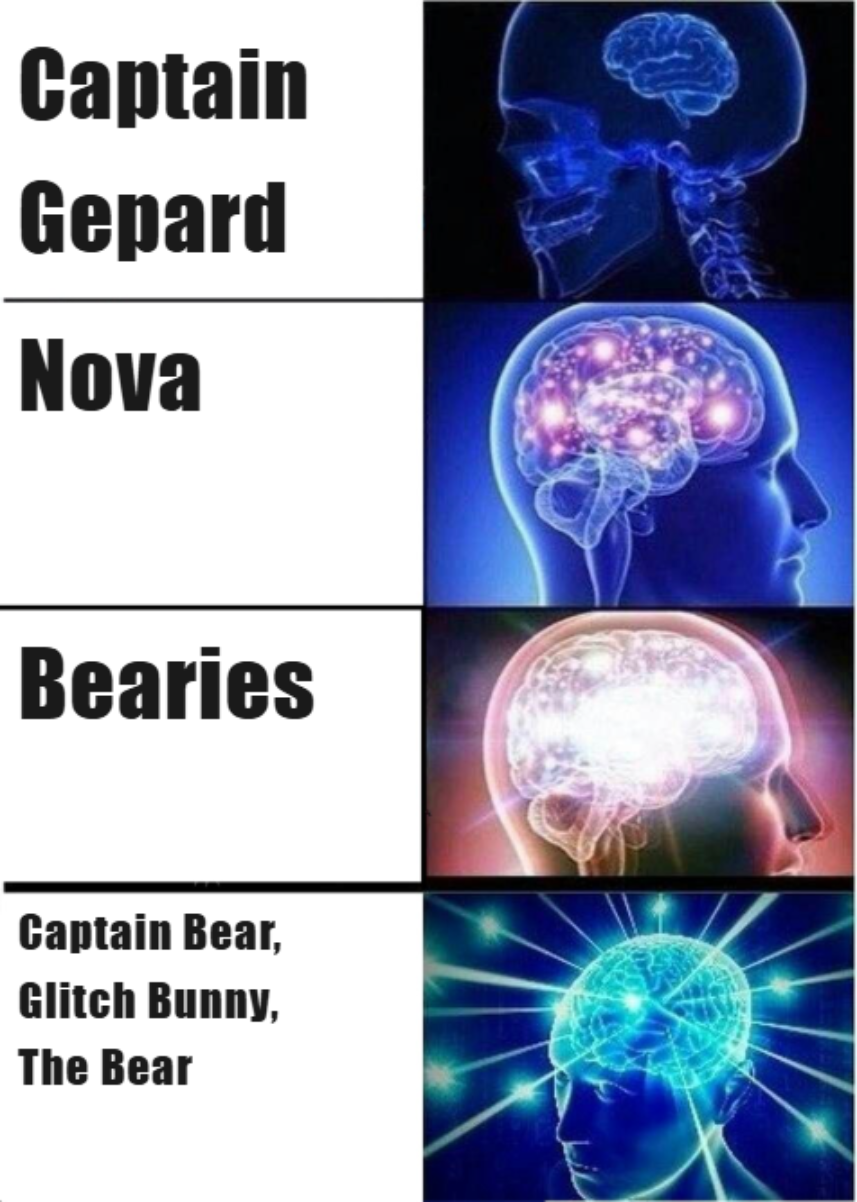 Captain
Gepard
Nova
Bearies
Captain Bear,
Glitch Bunny,
The Bear